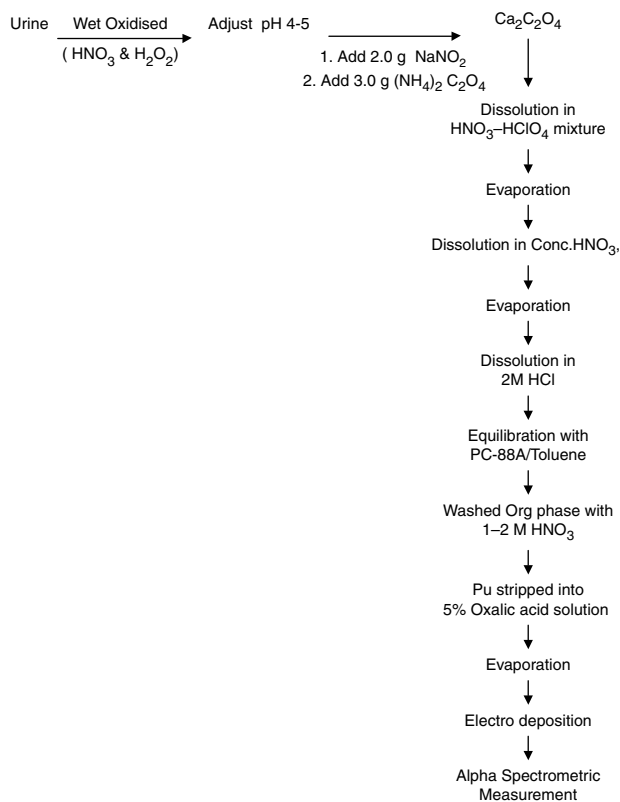 Urine
Wet Oxidised
( HNO₃ & H₂O₂)
Adjust pH 4-5
1. Add 2.0 g NaNO₂
2. Add 3.0 g (NH₄)₂ C₂O₄
Ca₂C₂O₄
Dissolution in
HNO₃–HClO₄ mixture
Evaporation
Dissolution in Conc.HNO₃,
Evaporation
Dissolution in
2M HCl
Equilibration with
PC-88A/Toluene
Washed Org phase with
1–2 M HNO₃
Pu stripped into
5% Oxalic acid solution
Evaporation
Electro deposition
Alpha Spectrometric
Measurement